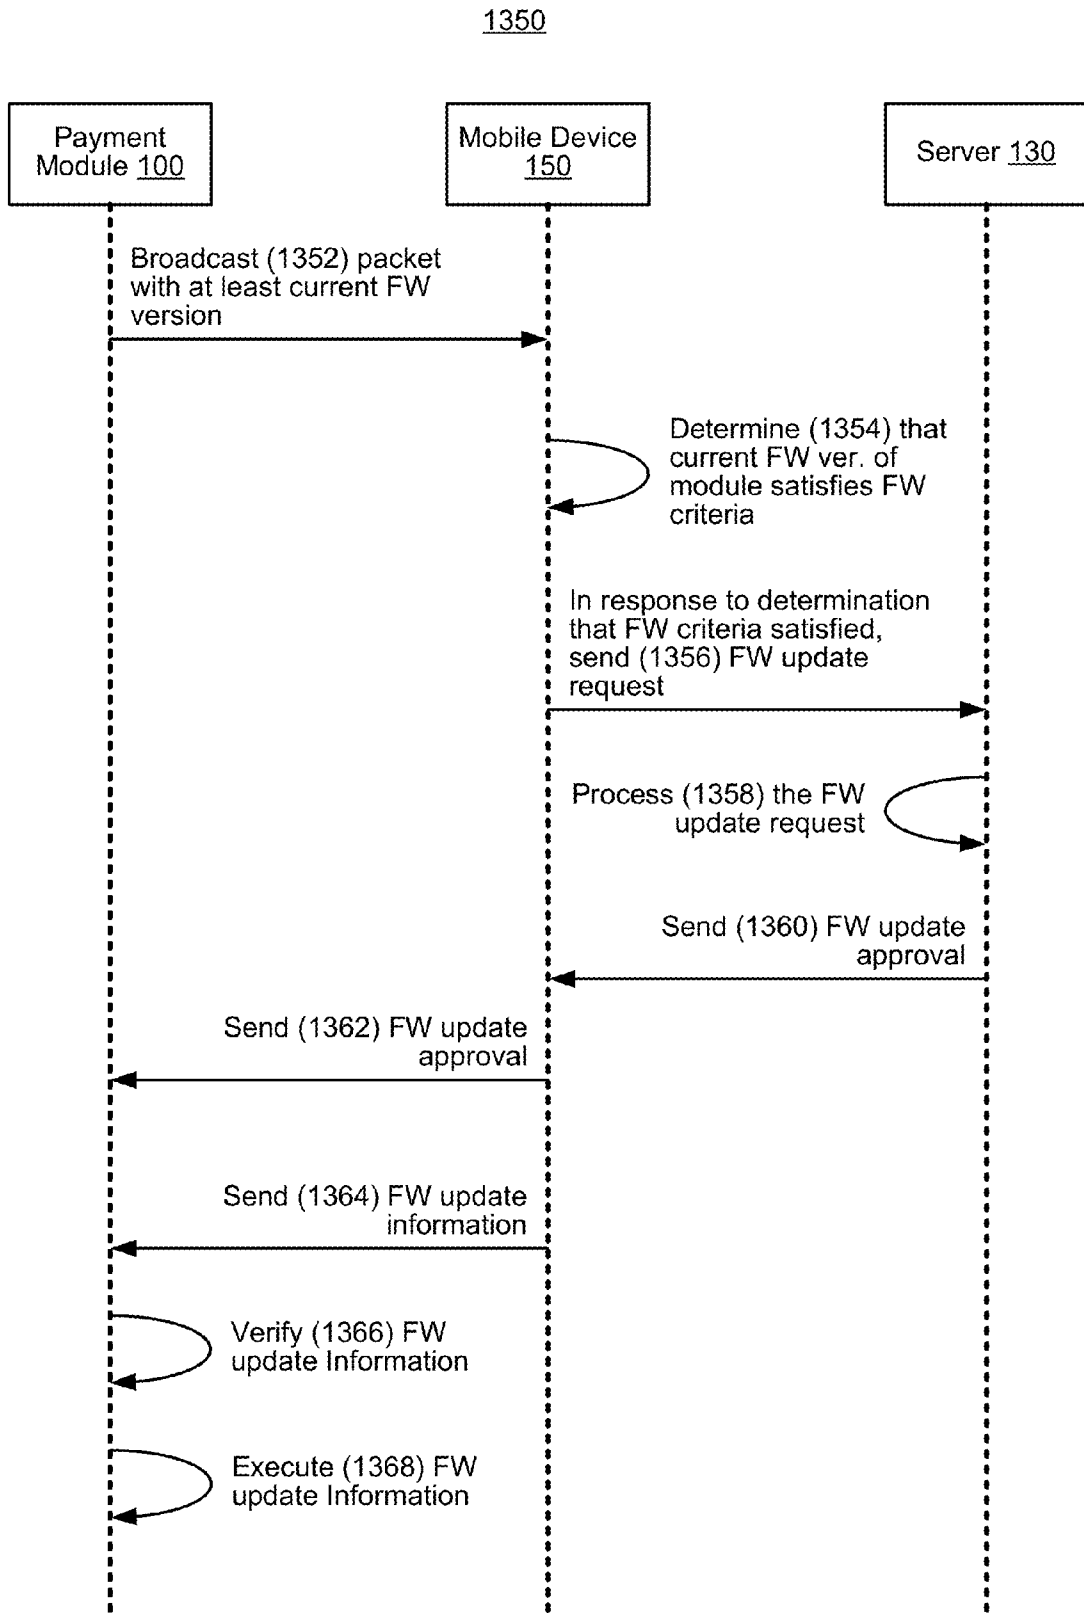 1350
Payment
Module 100
Mobile Device
150
Server 130
Broadcast (1352) packet
with at least current FW
version
Determine (1354) that
current FW ver. of
module satisfies FW
criteria
In response to determination
that FW criteria satisfied,
send (1356) FW update
request
Process (1358) the FW
update request
Send (1360) FW update
approval
Send (1362) FW update
approval
Send (1364) FW update
information
Verify (1366) FW
update Information
Execute (1368) FW
update Information